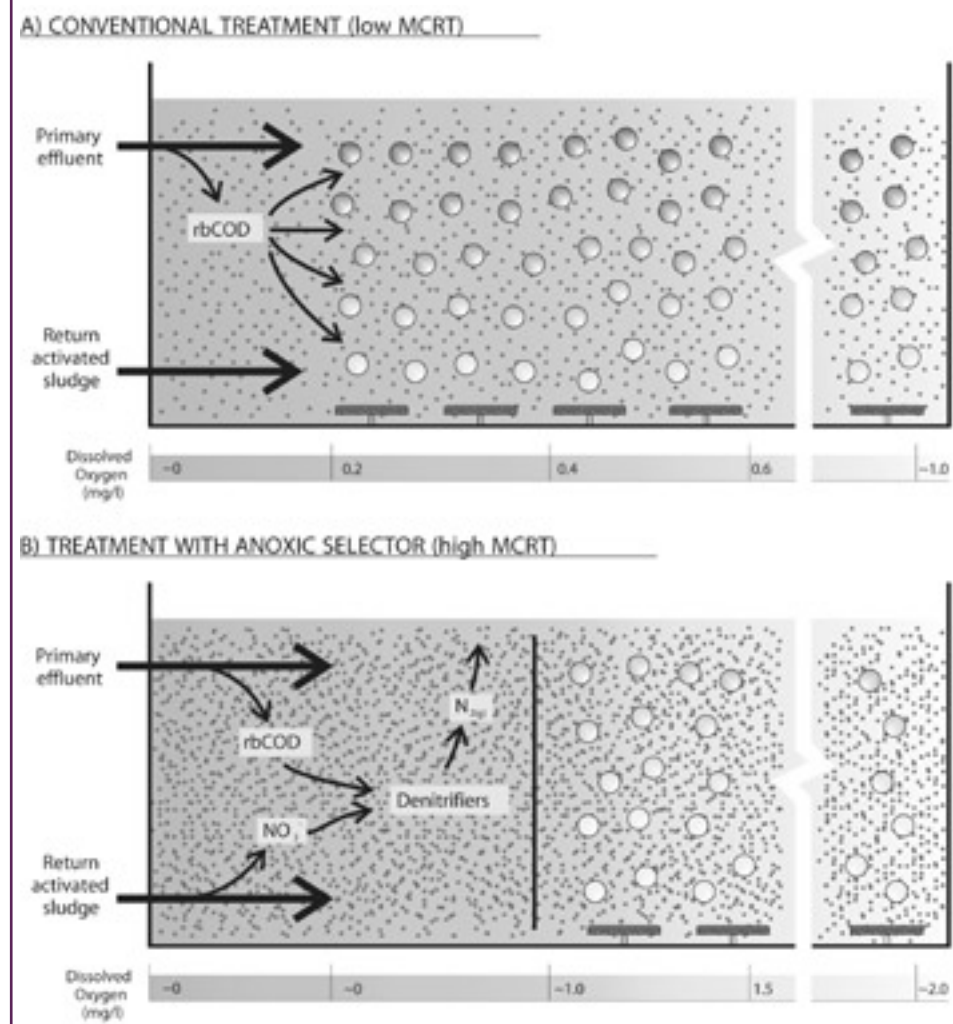 A) CONVENTIONAL TREATMENT (low MCRT)
Primary
effluent
rbCOD
Return
activated
sludge
Dissolved
Oxygen
(mg/l)
~0 0.2 0.4 0.6 ~1.0
B) TREATMENT WITH ANOXIC SELECTOR (high MCRT)
Primary
effluent
N
rbCOD
Denitrifiers
NO
Return
activated
sludge
Dissolved
Oxygen
(mg/l)
~0 ~0 ~1.0 1.5 ~2.0